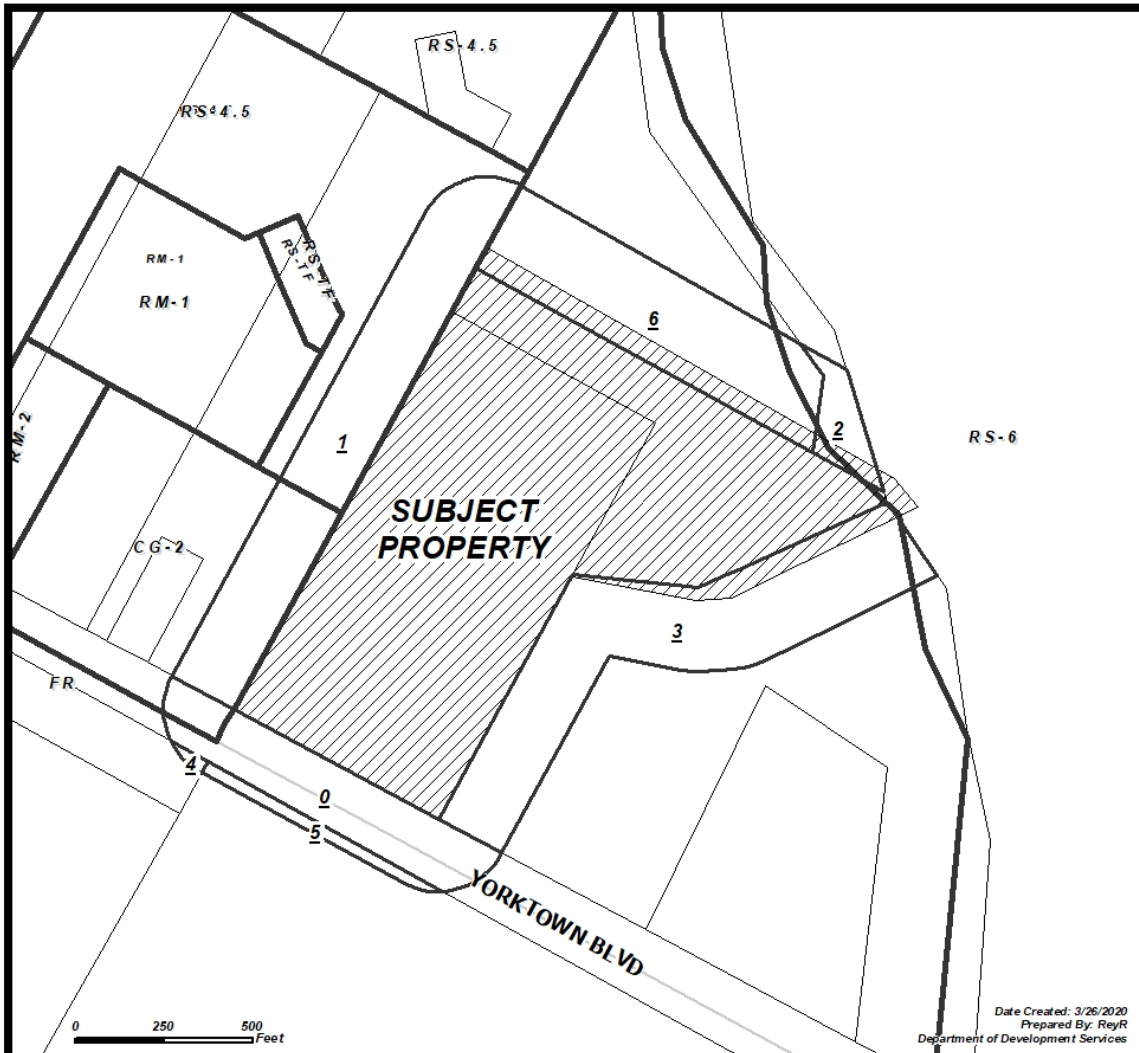 RS-4.5
RS-4.5
RM-1
RS-TF
RS-TF
RM-1
6
RM-2
1
2
RS-6
SUBJECT
PROPERTY
CG-2
3
FR
4
0
5
YORKTOWN BLVD
0 250 500
Feet
Date Created: 3/26/2020
Prepared By: ReyR
Department of Development Services